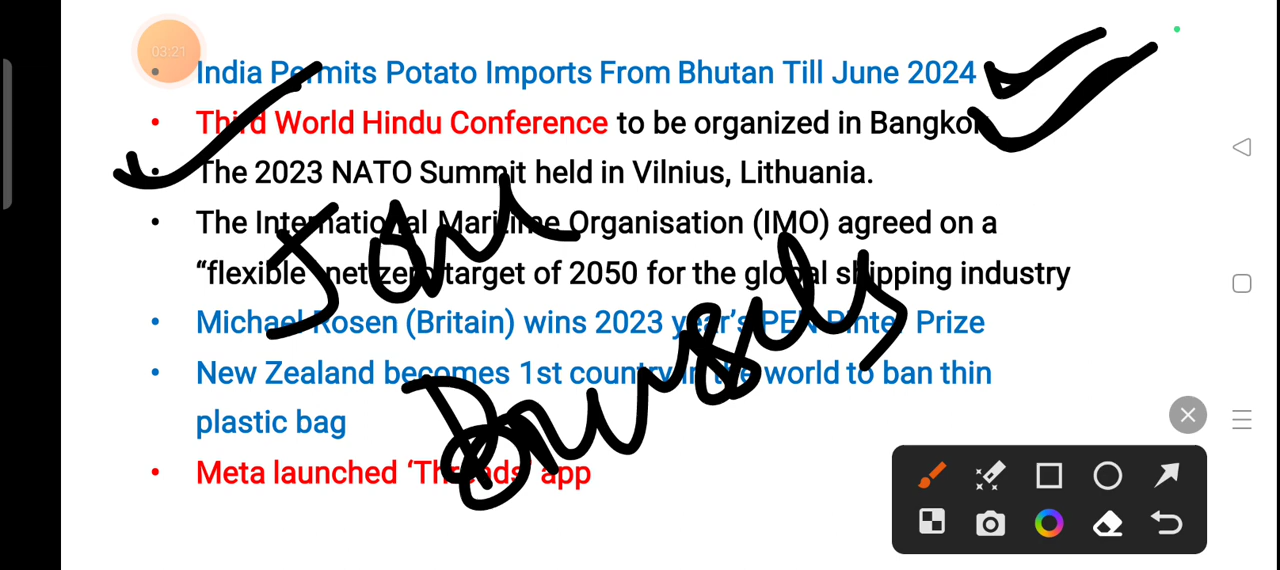 03:21
India Permits Potato Imports From Bhutan Till June 2024
Third World Hindu Conference to be organized in Bangkok
The 2023 NATO Summit held in Vilnius, Lithuania.
The International Maritime Organisation (IMO) agreed on a
“flexible” net zero target of 2050 for the global shipping industry
Michael Rosen (Britain) wins 2023 year’s PEN Pinter Prize
New Zealand becomes 1st country in the world to ban thin
plastic bag
Meta launched ‘Threads’ app